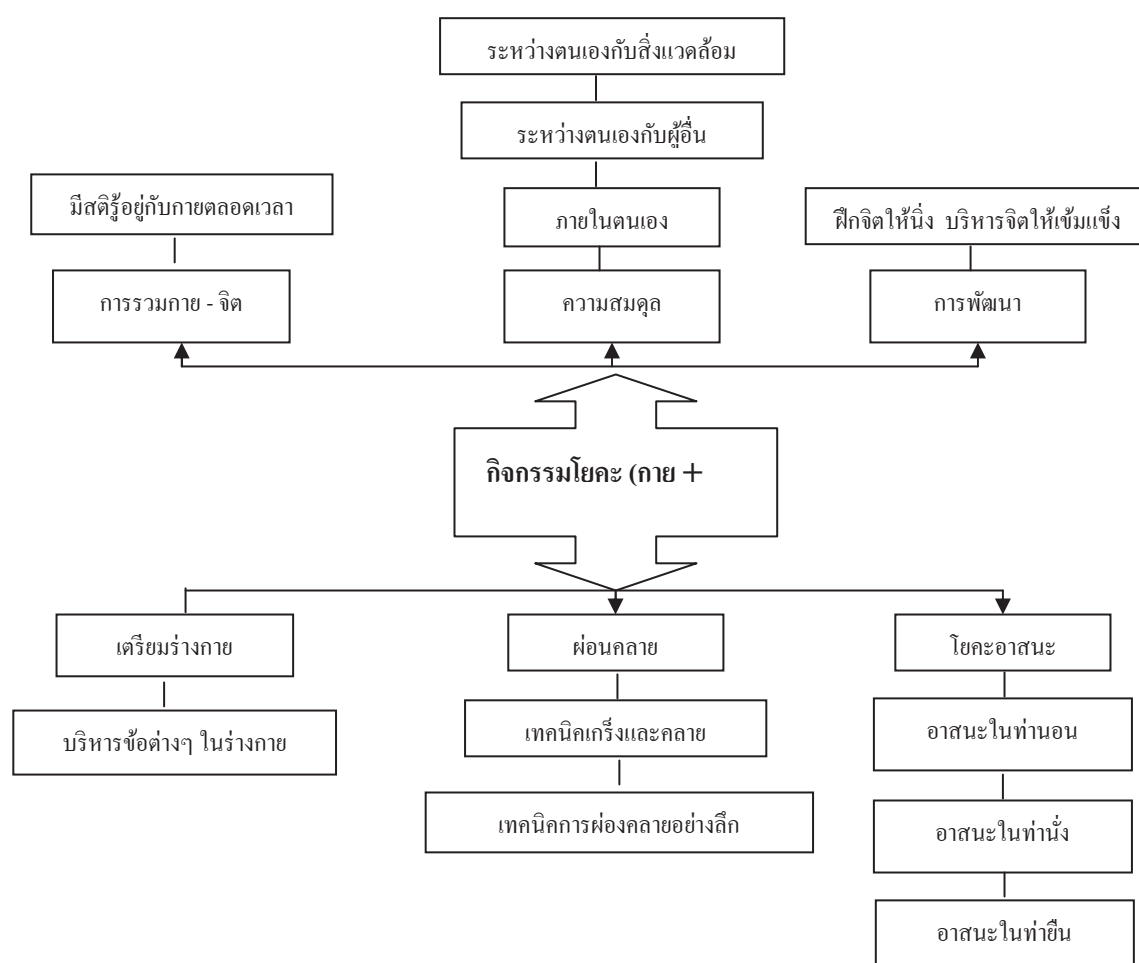 ระหว่างตนเองกับสิ่งแวดล้อม
ระหว่างตนเองกับผู้อื่น
มีสติรู้อยู่กับกายตลอดเวลา
ภายในตนเอง
ฝึกจิตให้นิ่ง บริหารจิตให้เข้มแข็ง
การรวมกาย - จิต
ความสมดุล
การพัฒนา
กิจกรรมโยคะ (กาย +
เตรียมร่างกาย
ผ่อนคลาย
โยคะอาสนะ
บริหารข้อต่างๆ ในร่างกาย
เทคนิคเกร็งและคลาย
อาสนะในท่านอน
เทคนิคการผ่องคลายอย่างลึก
อาสนะในท่านั่ง
อาสนะในท่ายืน